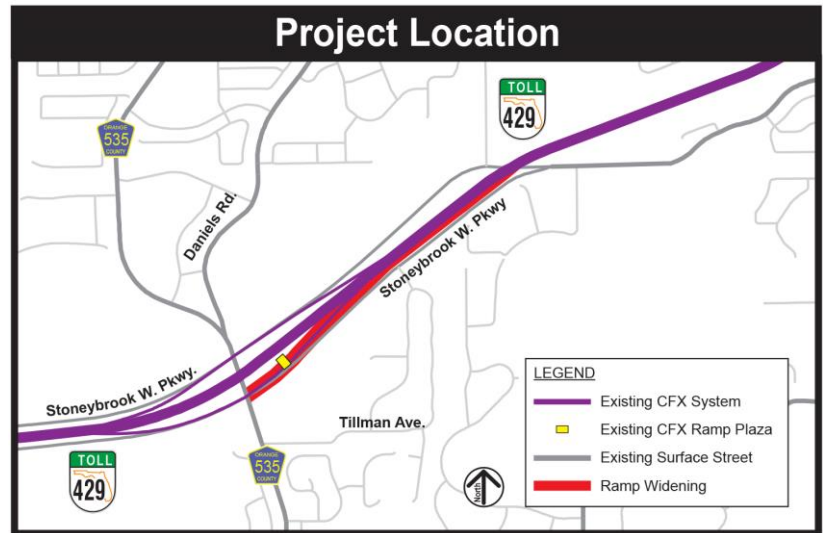 Project Location
TOLL
429
ORANGE
535
COUNTY
Daniels Rd.
Stoneybrook W. Pkwy
Stoneybrook W. Pkwy.
Tillman Ave.
TOLL
429
ORANGE
535
COUNTY
North
LEGEND
Existing CFX System
Existing CFX Ramp Plaza
Existing Surface Street
Ramp Widening